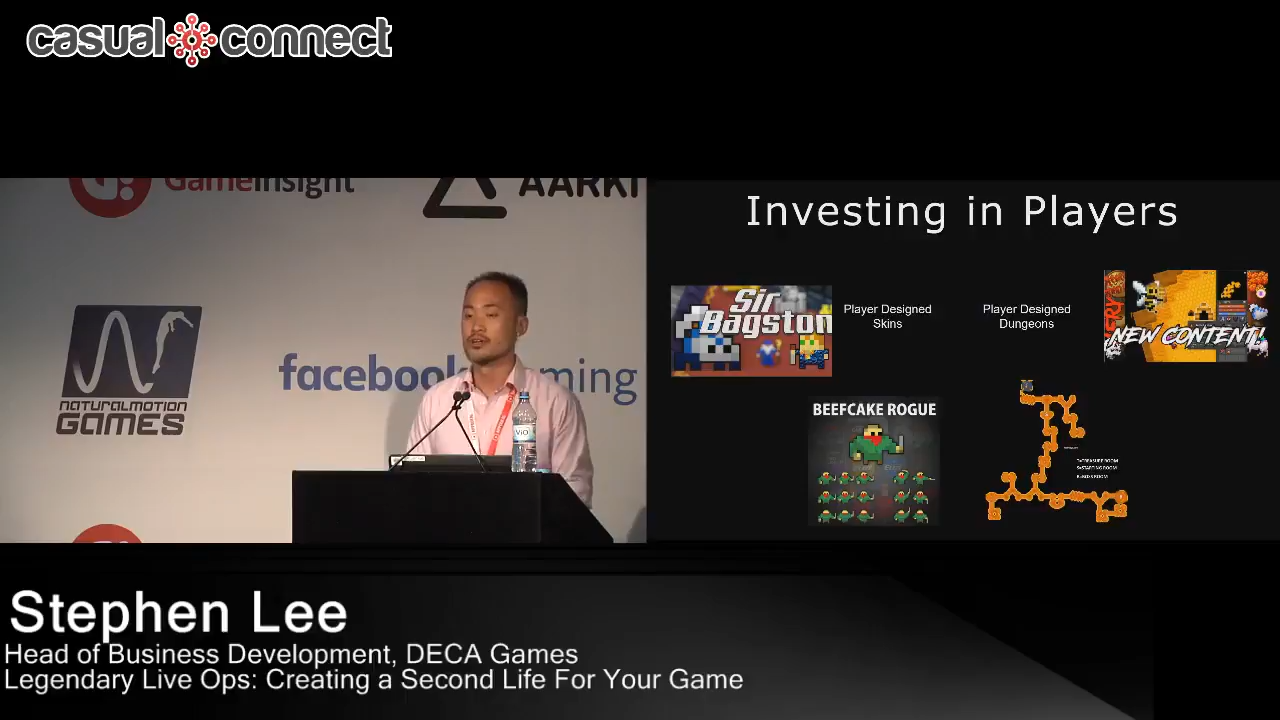 casual connect
GameInsight
AARKI
NATURALMOTION
GAMES
facebook
ming
ViO
Investing in Players
Sir
Bagston
Player Designed
Skins
Player Designed
Dungeons
NEW CONTENT!
BEEFCAKE ROGUE
Stephen Lee
Head of Business Development, DECA Games
Legendary Live Ops: Creating a Second Life For Your Game